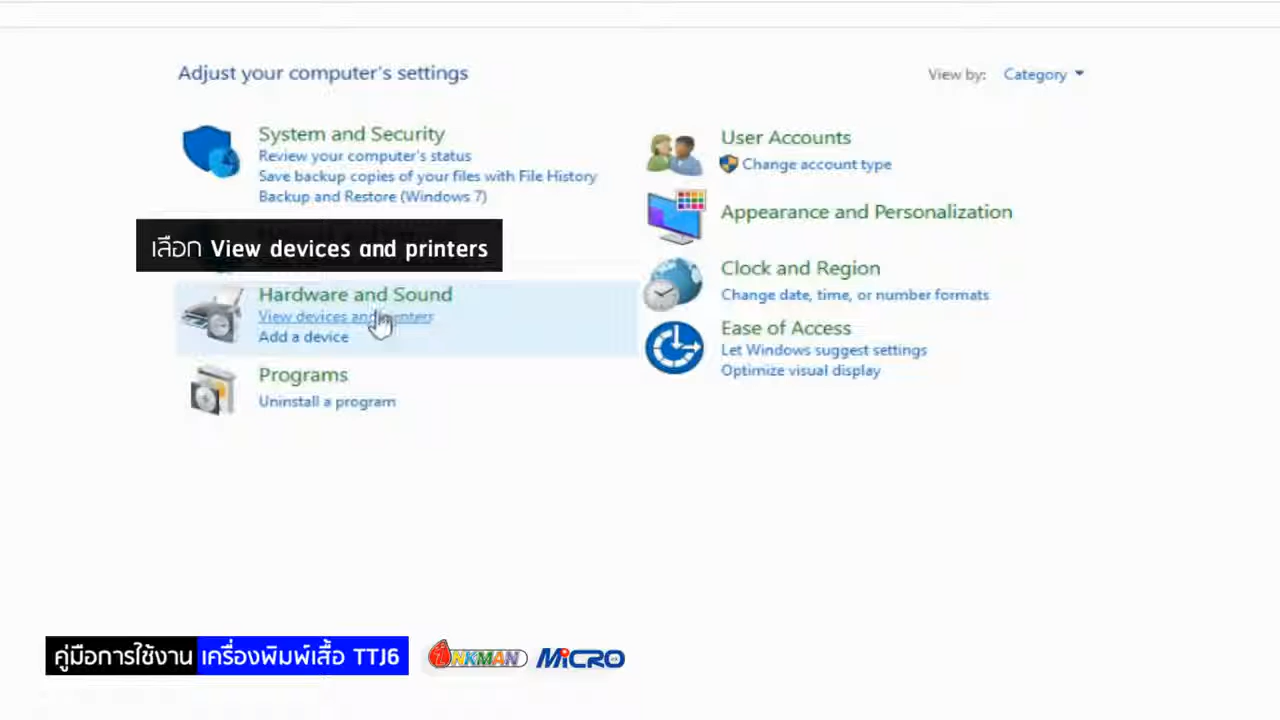 Adjust your computer's settings
View by: Category
System and Security
Review your computer's status
Save backup copies of your files with File History
Backup and Restore (Windows 7)
เลือก View devices and printers
Hardware and Sound
View devices and printers
Add a device
Programs
Uninstall a program
User Accounts
Change account type
Appearance and Personalization
Clock and Region
Change date, time, or number formats
Ease of Access
Let Windows suggest settings
Optimize visual display
คู่มือการใช้งาน เครื่องพิมพ์เสื้อ TTJ6
INKMAN MiCRO